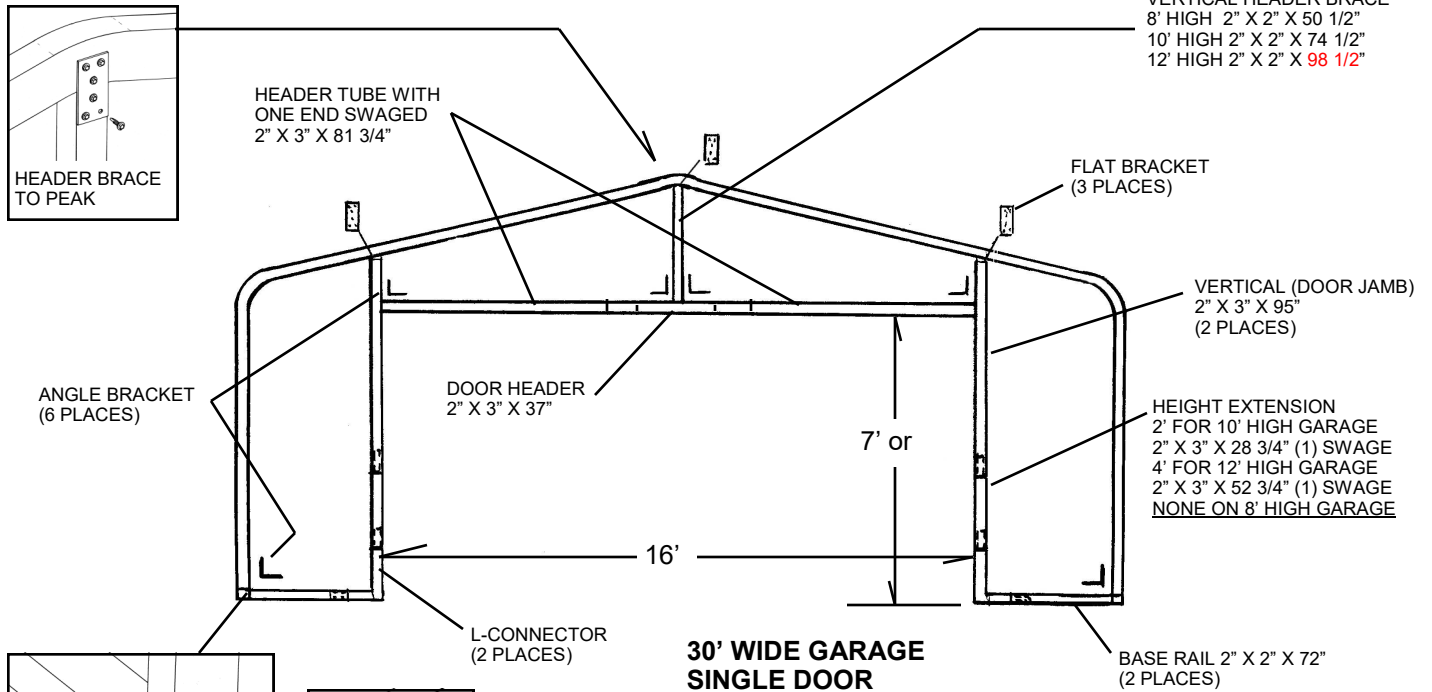 VERTICAL HEADER BRACE
8' HIGH 2” X 2” X 50 1/2”
10' HIGH 2” X 2” X 74 1/2”
12' HIGH 2” X 2” X 98 1/2”
HEADER TUBE WITH
ONE END SWAGED
2” X 3” X 81 3/4”
HEADER BRACE
TO PEAK
FLAT BRACKET
(3 PLACES)
VERTICAL (DOOR JAMB)
2” X 3” X 95”
(2 PLACES)
ANGLE BRACKET
(6 PLACES)
DOOR HEADER
2” X 3” X 37”
7’ or
HEIGHT EXTENSION
2’ FOR 10’ HIGH GARAGE
2” X 3” X 28 3/4” (1) SWAGE
4’ FOR 12’ HIGH GARAGE
2” X 3” X 52 3/4” (1) SWAGE
NONE ON 8’ HIGH GARAGE
16’
L-CONNECTOR
(2 PLACES)
30’ WIDE GARAGE
SINGLE DOOR
BASE RAIL 2” X 2” X 72”
(2 PLACES)